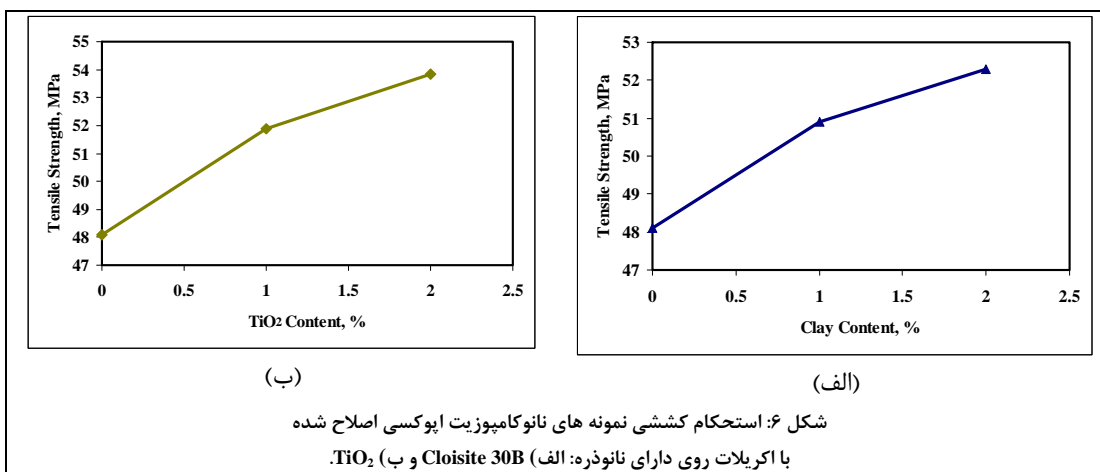 55
54
53
52
51
50
49
48
47
0 0.5 1 1.5 2 2.5
Tensile Strength, MPa
TiO2 Content, %
(ب)
53
52
51
50
49
48
47
0 0.5 1 1.5 2 2.5
Tensile Strength, MPa
Clay Content, %
(الف)
شکل ۶: استحکام کششی نمونه های نانوکامپوزیت اپوکسی اصلاح شده
با اکریلات روی دارای نانوذره: الف) Cloisite 30B و ب) TiO2.